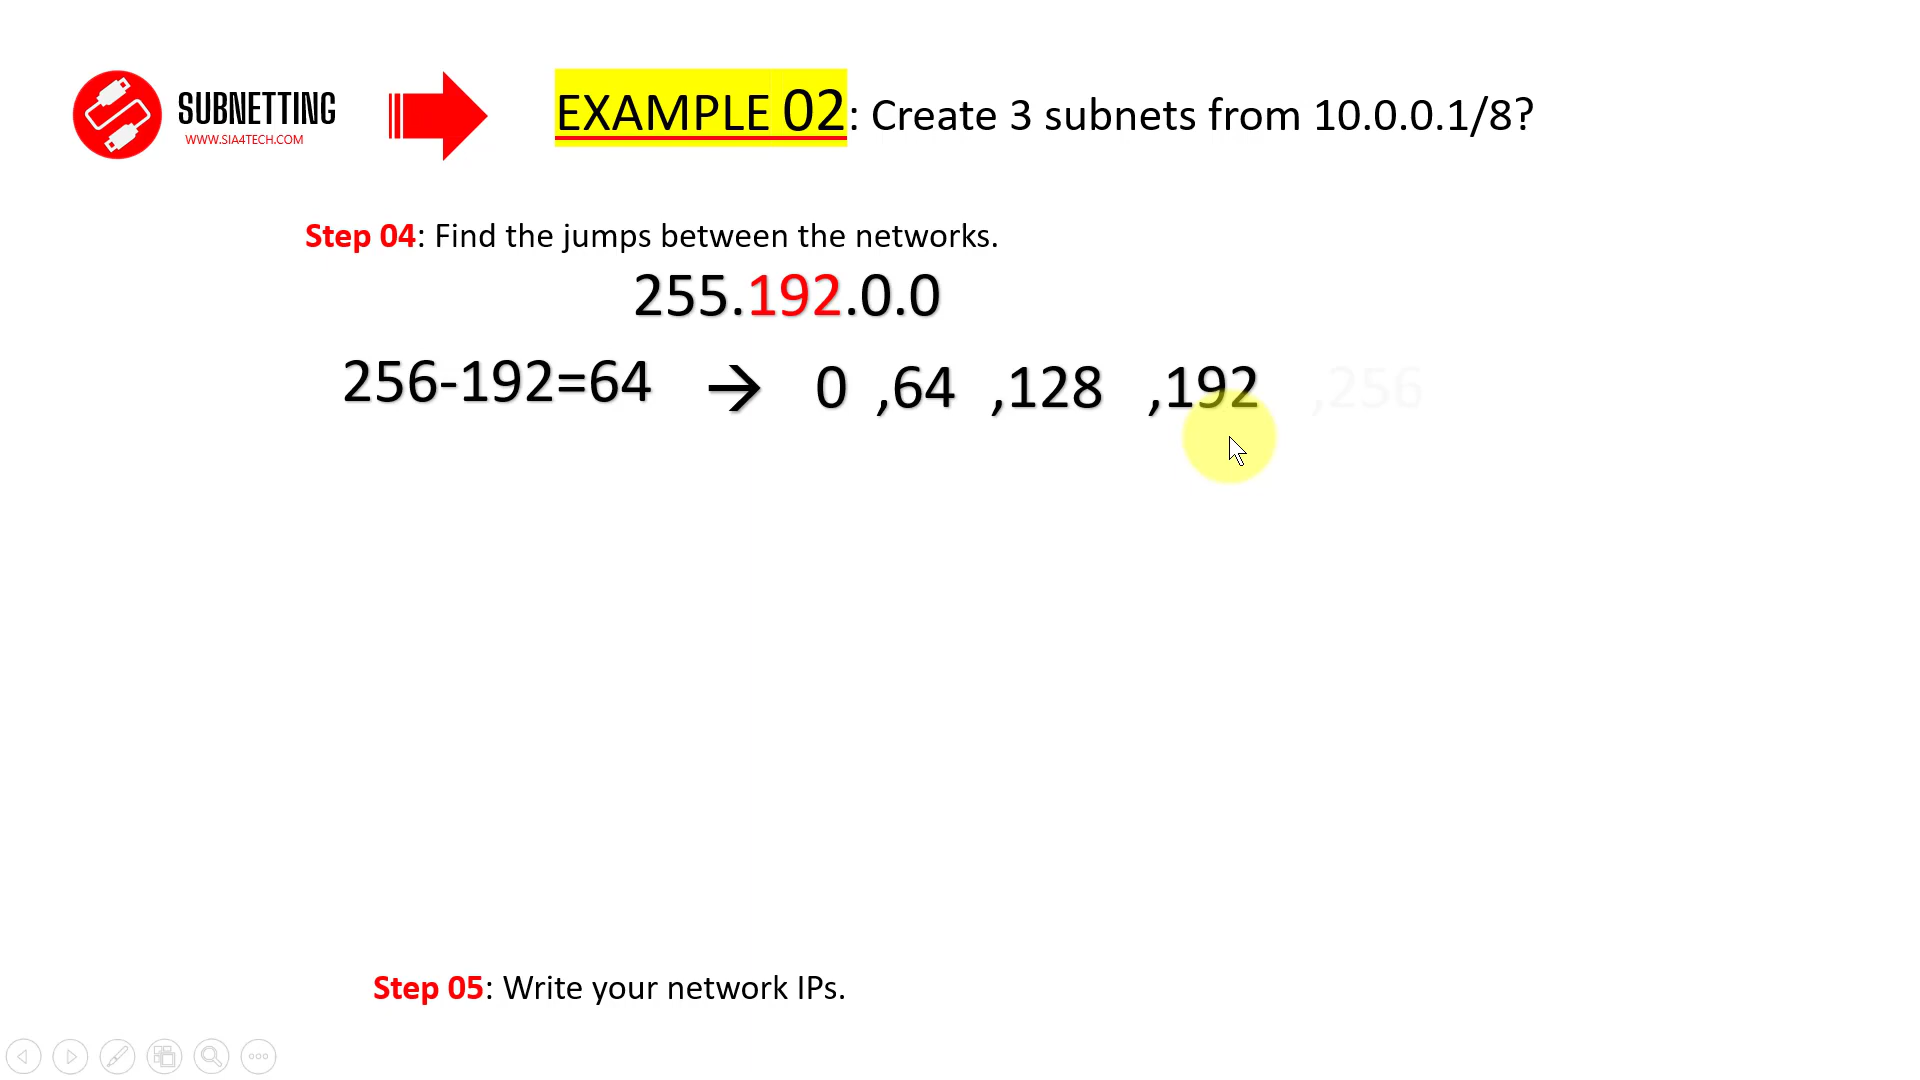 SUBNETTING
WWW.SIA4TECH.COM
EXAMPLE 02: Create 3 subnets from 10.0.0.1/8?
Step 04: Find the jumps between the networks.
255.192.0.0
256-192=64 → 0 ,64 ,128 ,192 ,256
Step 05: Write your network IPs.